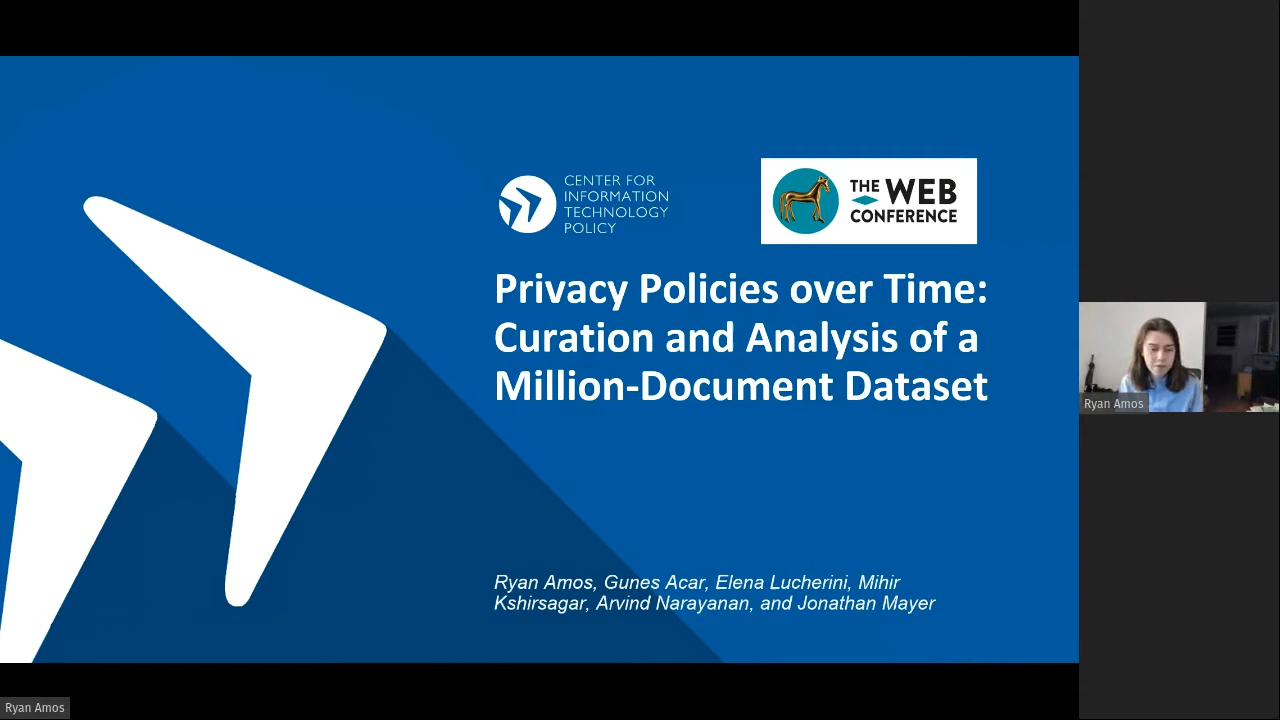 CENTER FOR
INFORMATION
TECHNOLOGY
POLICY
THE WEB
CONFERENCE
Privacy Policies over Time:
Curation and Analysis of a
Million-Document Dataset
Ryan Amos, Gunes Acar, Elena Lucherini, Mihir
Kshirsagar, Arvind Narayanan, and Jonathan Mayer
Ryan Amos
Ryan Amos